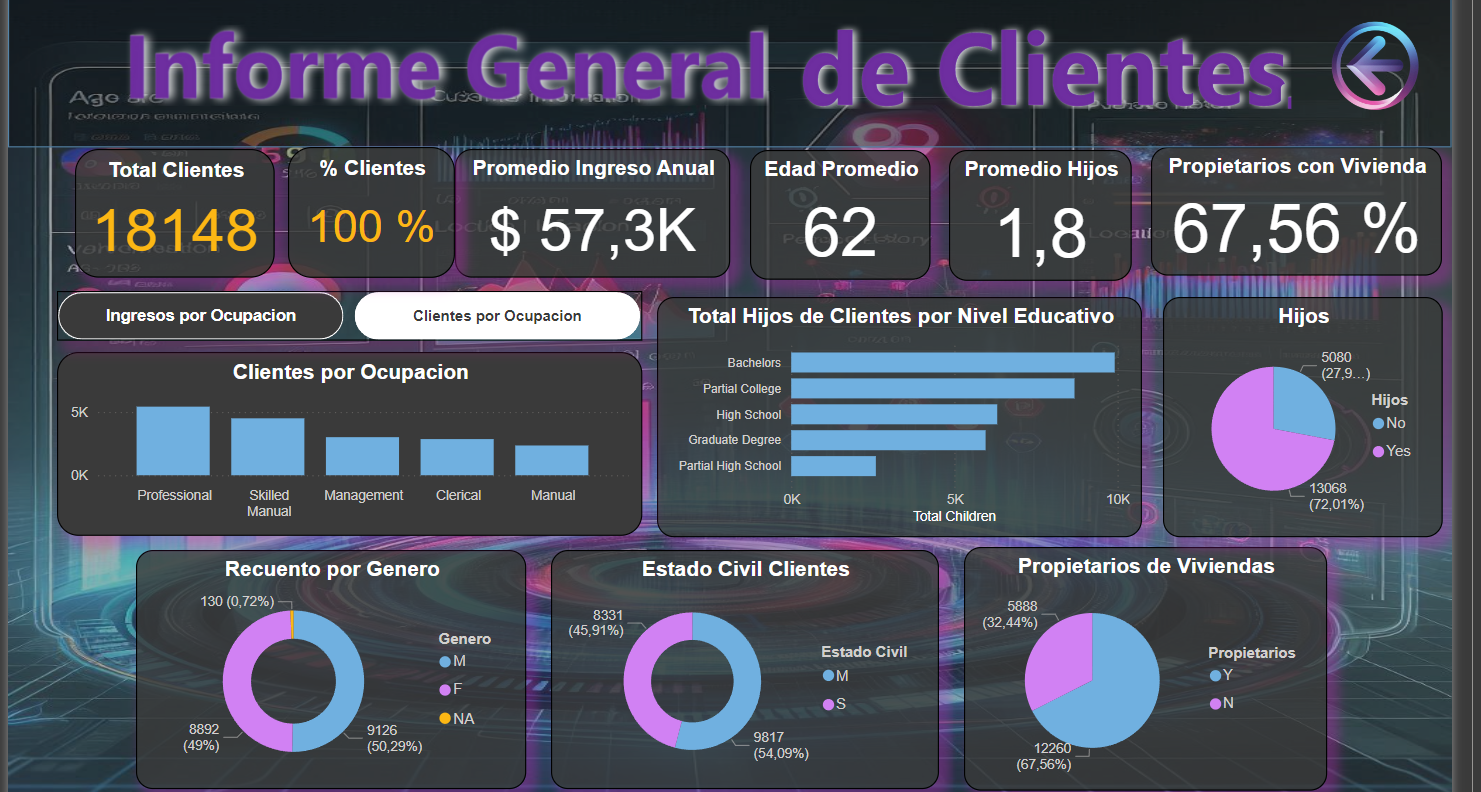 Informe General de Clientes
Total Clientes
18148
% Clientes
100 %
Promedio Ingreso Anual
$ 57,3K
Edad Promedio
62
Promedio Hijos
1,8
Propietarios con Vivienda
67,56 %
Ingresos por Ocupacion
Clientes por Ocupacion
Clientes por Ocupacion
5K
0K
Professional
Skilled
Manual
Management
Clerical
Manual
Total Hijos de Clientes por Nivel Educativo
Bachelors
Partial College
High School
Graduate Degree
Partial High School
0K
5K
10K
Total Children
Hijos
5080
(27,9...)
13068
(72,01%)
Hijos
No
Yes
Recuento por Genero
130 (0,72%)
8892
(49%)
9126
(50,29%)
Genero
M
F
NA
Estado Civil Clientes
8331
(45,91%)
9817
(54,09%)
Estado Civil
M
S
Propietarios de Viviendas
5888
(32,44%)
12260
(67,56%)
Propietarios
Y
N